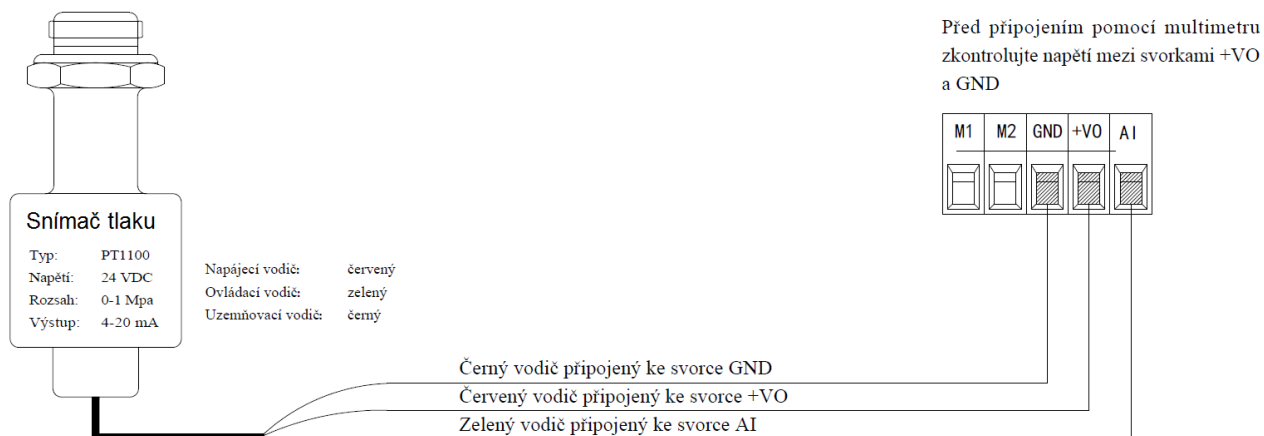 Před připojením pomocí multimetru
zkontrolujte napětí mezi svorkami +VO
a GND
M1 M2 GND +VO AI
Snímač tlaku
Typ: PT1100
Napětí: 24 VDC
Rozsah: 0-1 Mpa
Výstup: 4-20 mA
Napájecí vodič: červený
Ovládací vodič: zelený
Uzemňovací vodič: černý
Černý vodič připojený ke svorce GND
Červený vodič připojený ke svorce +VO
Zelený vodič připojený ke svorce AI